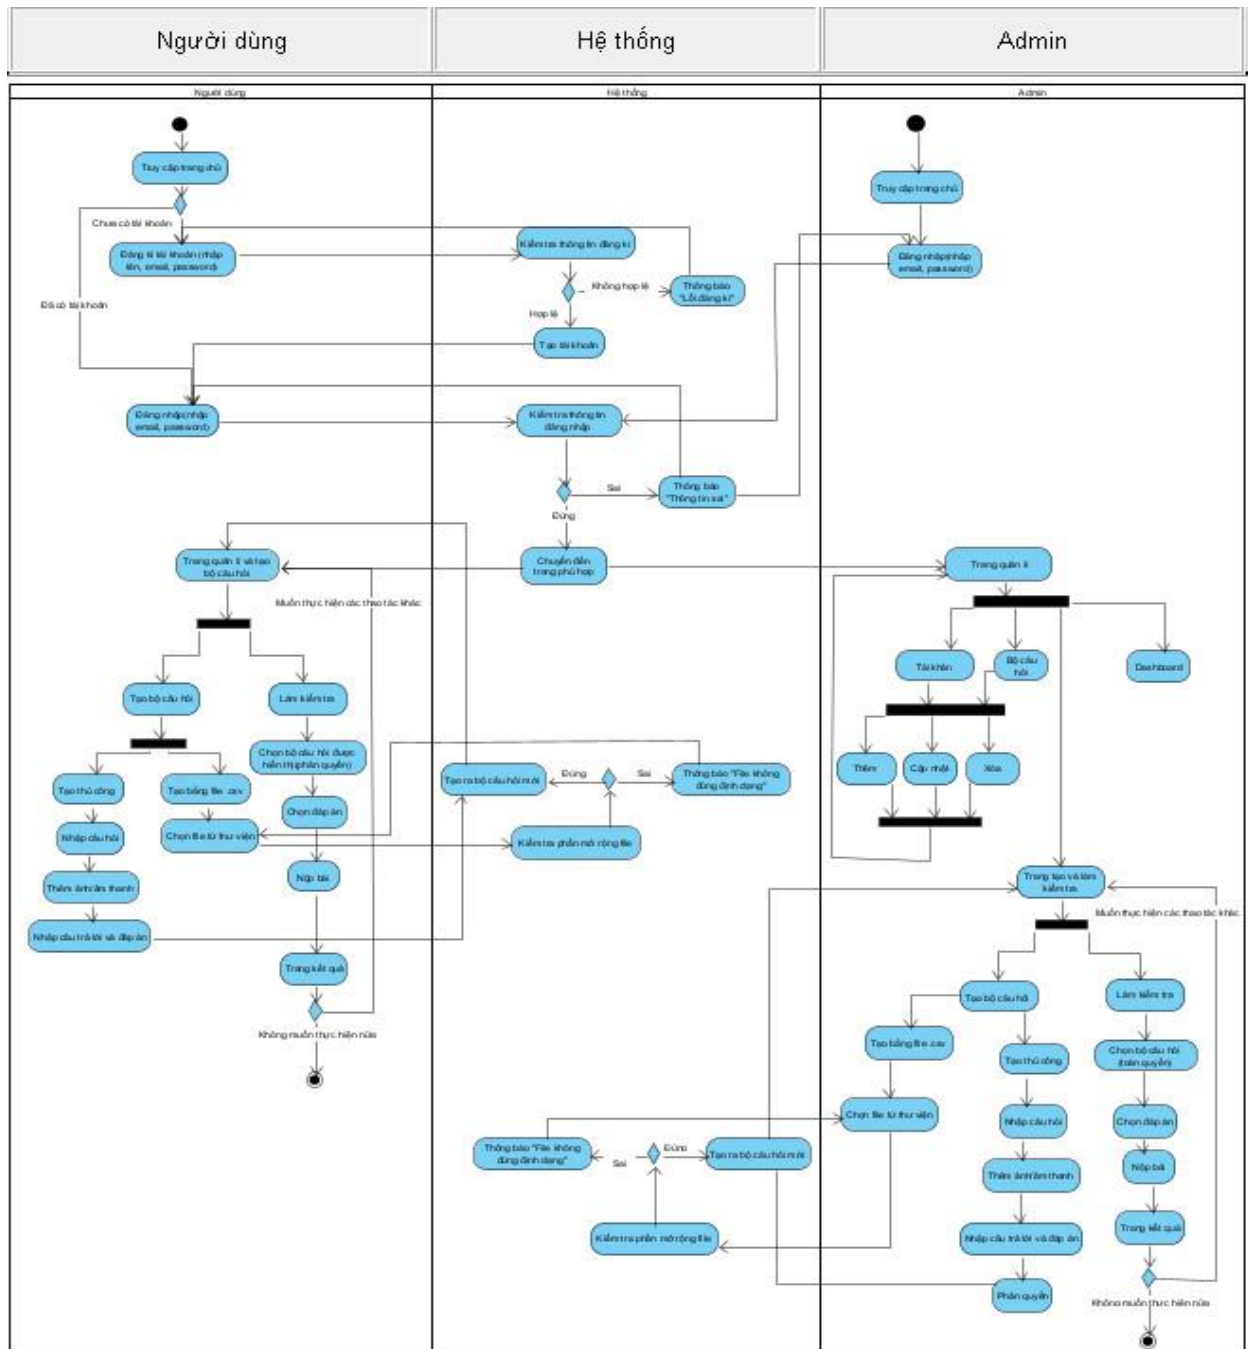 Người dùng
Hệ thống
Admin
Người dùng
Hệ thống
Admin
Truy cập trang chủ
Chưa có tài khoản
Đăng kí tài khoản (nhập
tên, email, password)
Đã có tài khoản
Kiểm tra thông tin đăng kí
Không hợp lệ
Thông báo
"Lỗi đăng kí"
Hợp lệ
Tạo tài khoản
Truy cập trang chủ
Đăng nhập(nhập
email, password)
Đăng nhập(nhập
email, password)
Kiểm tra thông tin
đăng nhập
Sai
Thông báo
"Thông tin sai"
Đúng
Chuyển đến
trang phù hợp
Trang quản lí và tạo
bộ câu hỏi
Muốn thực hiện các thao tác khác
Tạo bộ câu hỏi
Làm kiểm tra
Chọn bộ câu hỏi được
hiển thị(phân quyền)
Tạo thủ công
Tạo bằng file .csv
Chọn đáp án
Nhập câu hỏi
Chọn file từ thư viện
Nộp bài
Thêm ảnh/âm thanh
Nhập câu trả lời và đáp án
Trang kết quả
Không muốn thực hiện nữa
Tạo ra bộ câu hỏi mới
Đúng
Sai
Thông báo "File không
đúng định dạng"
Kiểm tra phần mở rộng file
Trang quản lí
Tài khản
Bộ câu
hỏi
Dashboard
Thêm
Cập nhật
Xóa
Trang tạo và làm
kiểm tra
Muốn thực hiện các thao tác khác
Tạo bộ câu hỏi
Làm kiểm tra
Tạo bằng file .csv
Tạo thủ công
Chọn bộ câu hỏi
(toàn quyền)
Chọn file từ thư viện
Nhập câu hỏi
Chọn đáp án
Thông báo "File không
đúng định dạng"
Sai
Đúng
Tạo ra bộ câu hỏi mới
Thêm ảnh/âm thanh
Nộp bài
Kiểm tra phần mở rộng file
Nhập câu trả lời và đáp án
Trang kết quả
Phân quyền
Không muốn thực hiện nữa